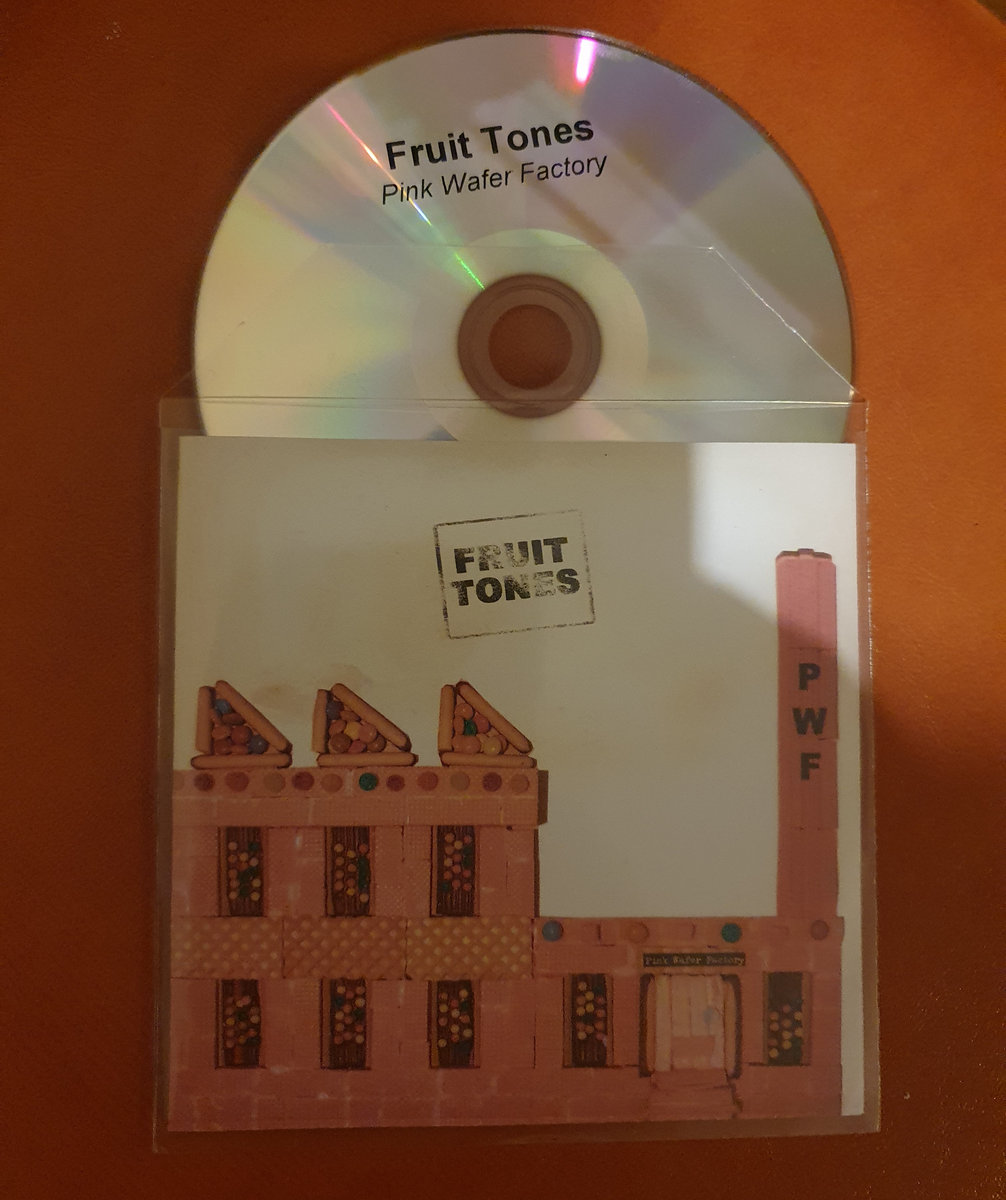 Fruit Tones
Pink Wafer Factory
FRUIT
TONES
P
W
F
Pink Wafer Factory